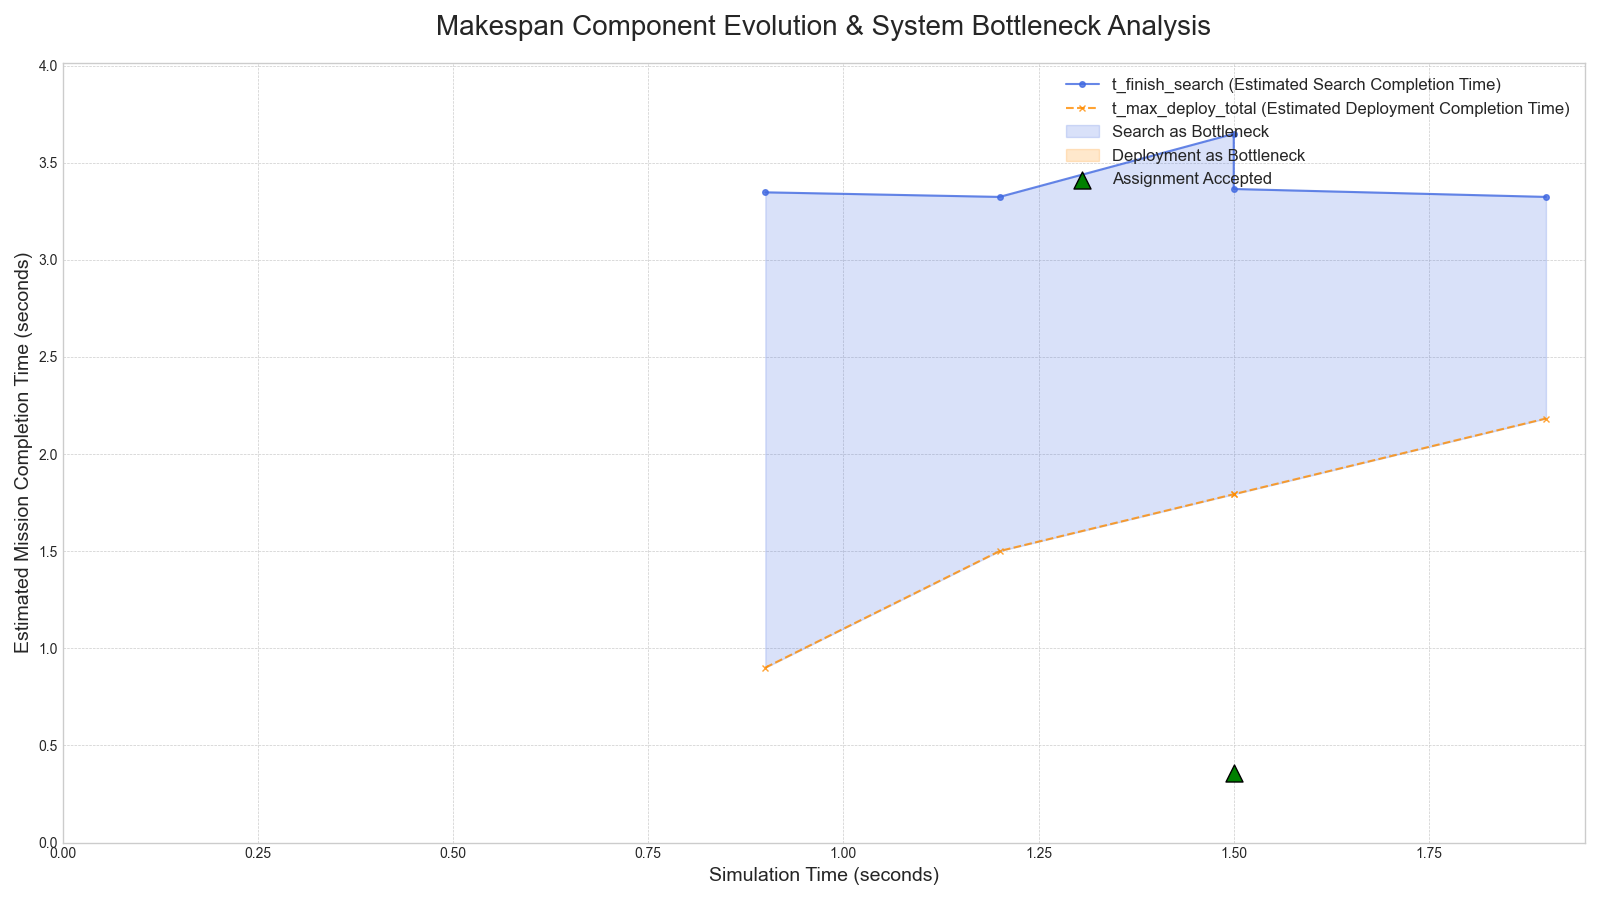 Makespan Component Evolution & System Bottleneck Analysis
4.0
3.5
3.0
2.5
2.0
1.5
1.0
0.5
0.0
Estimated Mission Completion Time (seconds)
t_finish_search (Estimated Search Completion Time)
t_max_deploy_total (Estimated Deployment Completion Time)
Search as Bottleneck
Deployment as Bottleneck
Assignment Accepted
0.00 0.25 0.50 0.75 1.00 1.25 1.50 1.75
Simulation Time (seconds)